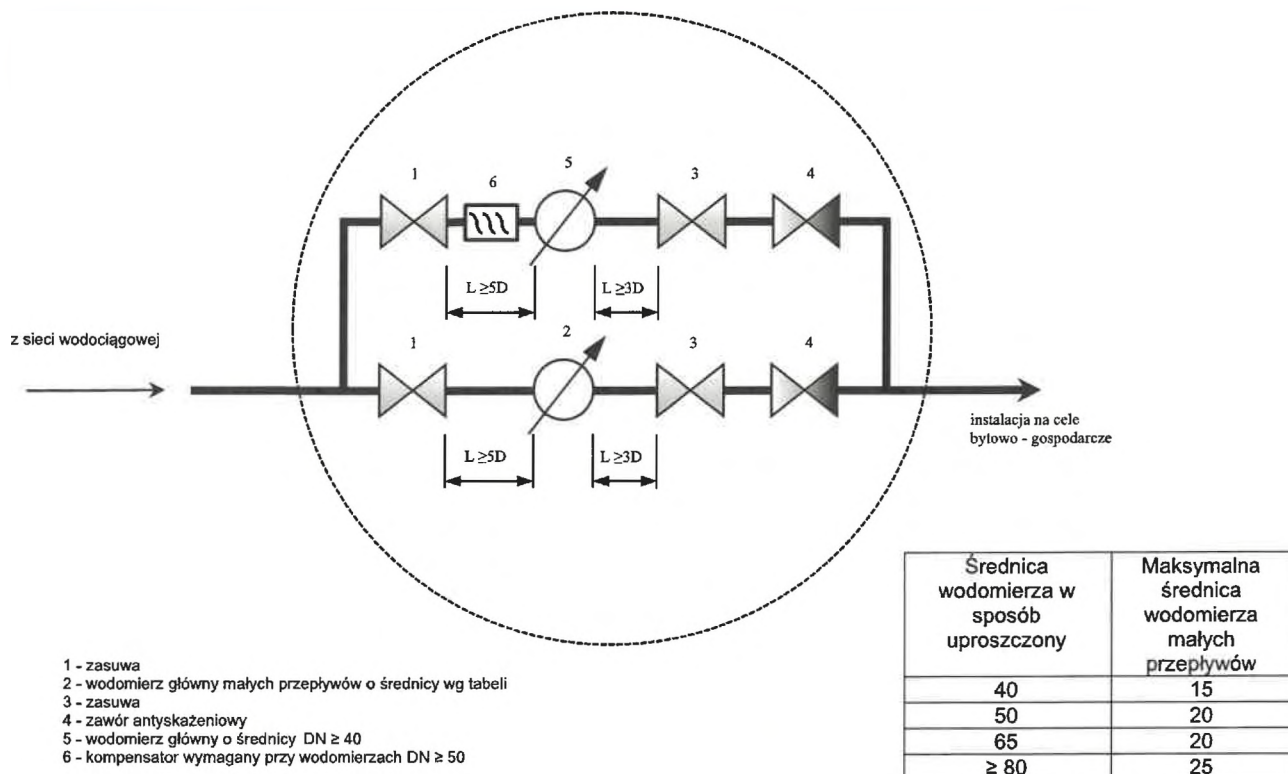 5
1
6
3
4
L ≥5D
L ≥3D
z sieci wodociągowej
1
2
3
4
instalacja na cele
bytowo - gospodarcze
L ≥5D
L ≥3D
Średnica
wodomierza w
sposób
uproszczony
Maksymalna
średnica
wodomierza
małych
przepływów
40 15
50 20
65 20
≥ 80 25
1 - zasuwa
2 - wodomierz główny małych przepływów o średnicy wg tabeli
3 - zasuwa
4 - zawór antyskażeniowy
5 - wodomierz główny o średnicy DN ≥ 40
6 - kompensator wymagany przy wodomierzach DN ≥ 50